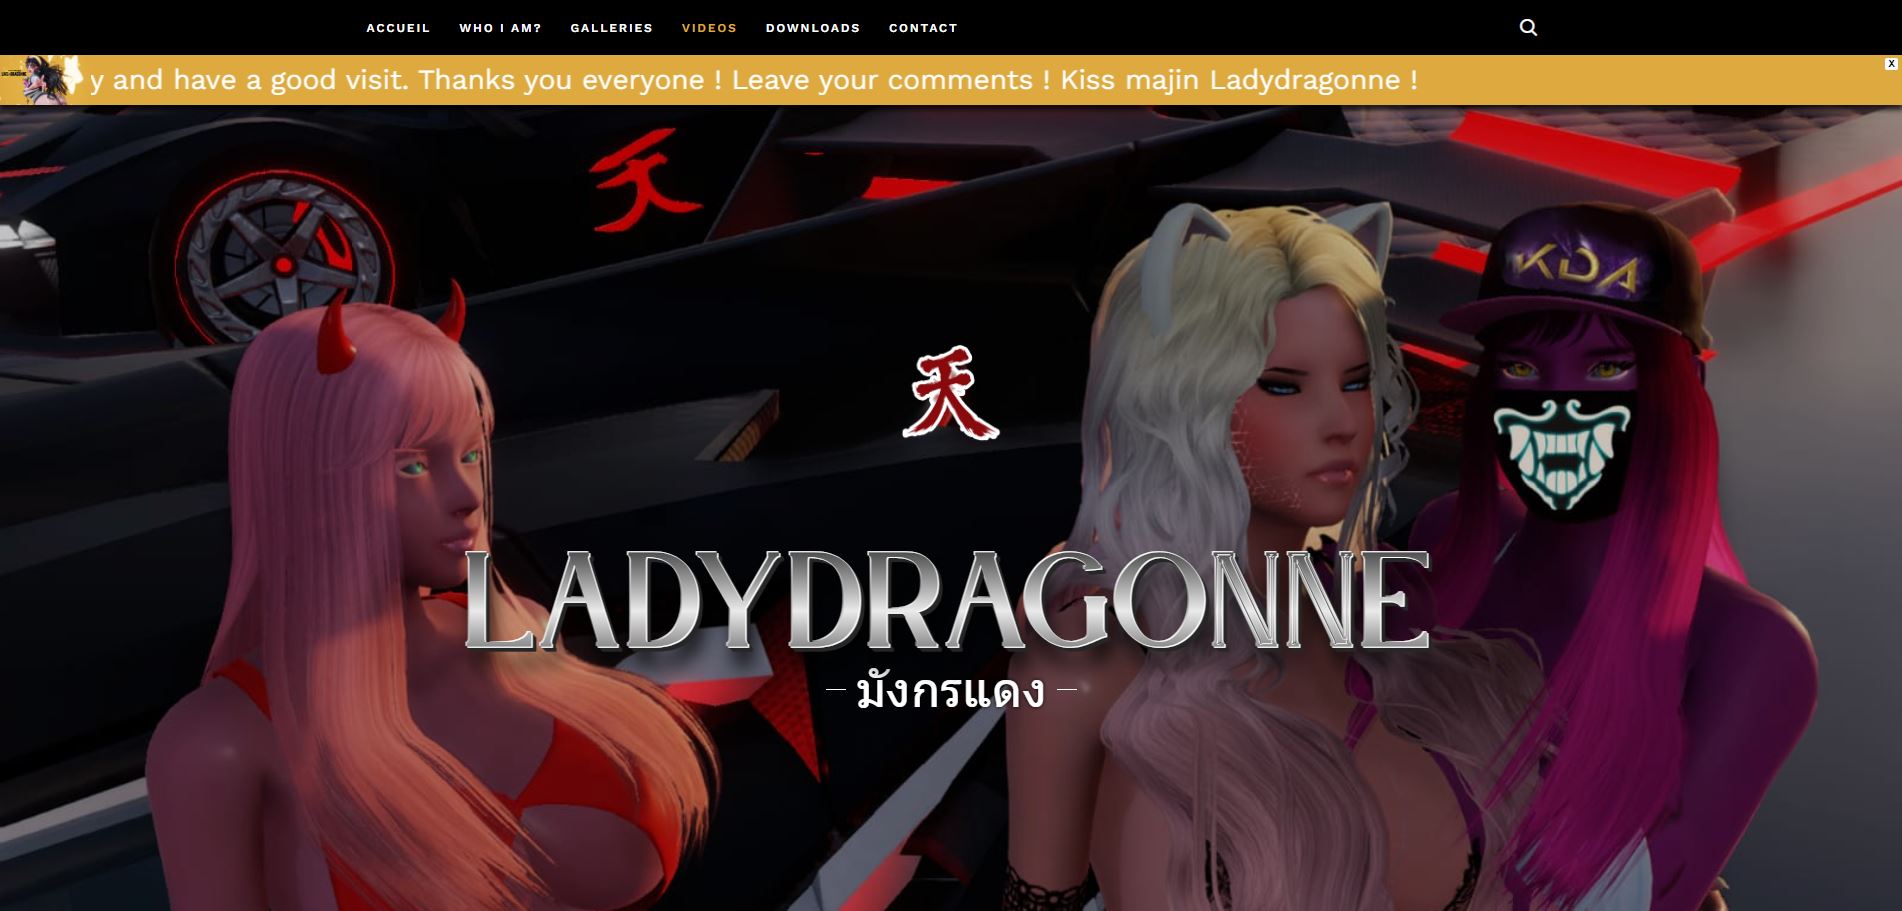 ACCUEIL WHO I AM? GALLERIES VIDEOS DOWNLOADS CONTACT
y and have a good visit. Thanks you everyone ! Leave your comments ! Kiss majin Ladydragonne !
X
天
KDA
天
LADYDRAGONNE
มังกรแดง